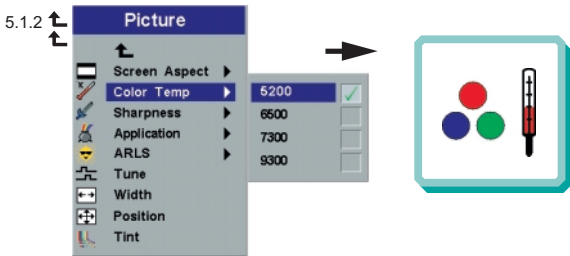 5.1.2
Picture
Screen Aspect
Color Temp
Sharpness
Application
ARLS
Tune
Width
Position
Tint
5200
6500
7300
9300